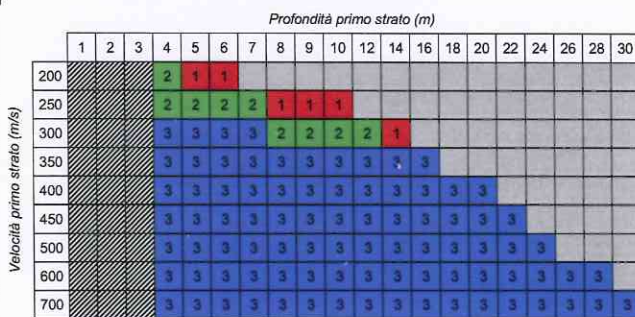 Profondità primo strato (m)
1 2 3 4 5 6 7 8 9 10 12 14 16 18 20 22 24 26 28 30
Velocità primo strato (m/s)
200 2 1 1
250 2 2 2 2 1 1 1
300 3 3 3 3 2 2 2 2 1
350 3 3 3 3 3 3 3 3 3 3
400 3 3 3 3 3 3 3 3 3 3 3 3
450 3 3 3 3 3 3 3 3 3 3 3 3 3
500 3 3 3 3 3 3 3 3 3 3 3 3 3 3
600 3 3 3 3 3 3 3 3 3 3 3 3 3 3 3 3
700 3 3 3 3 3 3 3 3 3 3 3 3 3 3 3 3 3